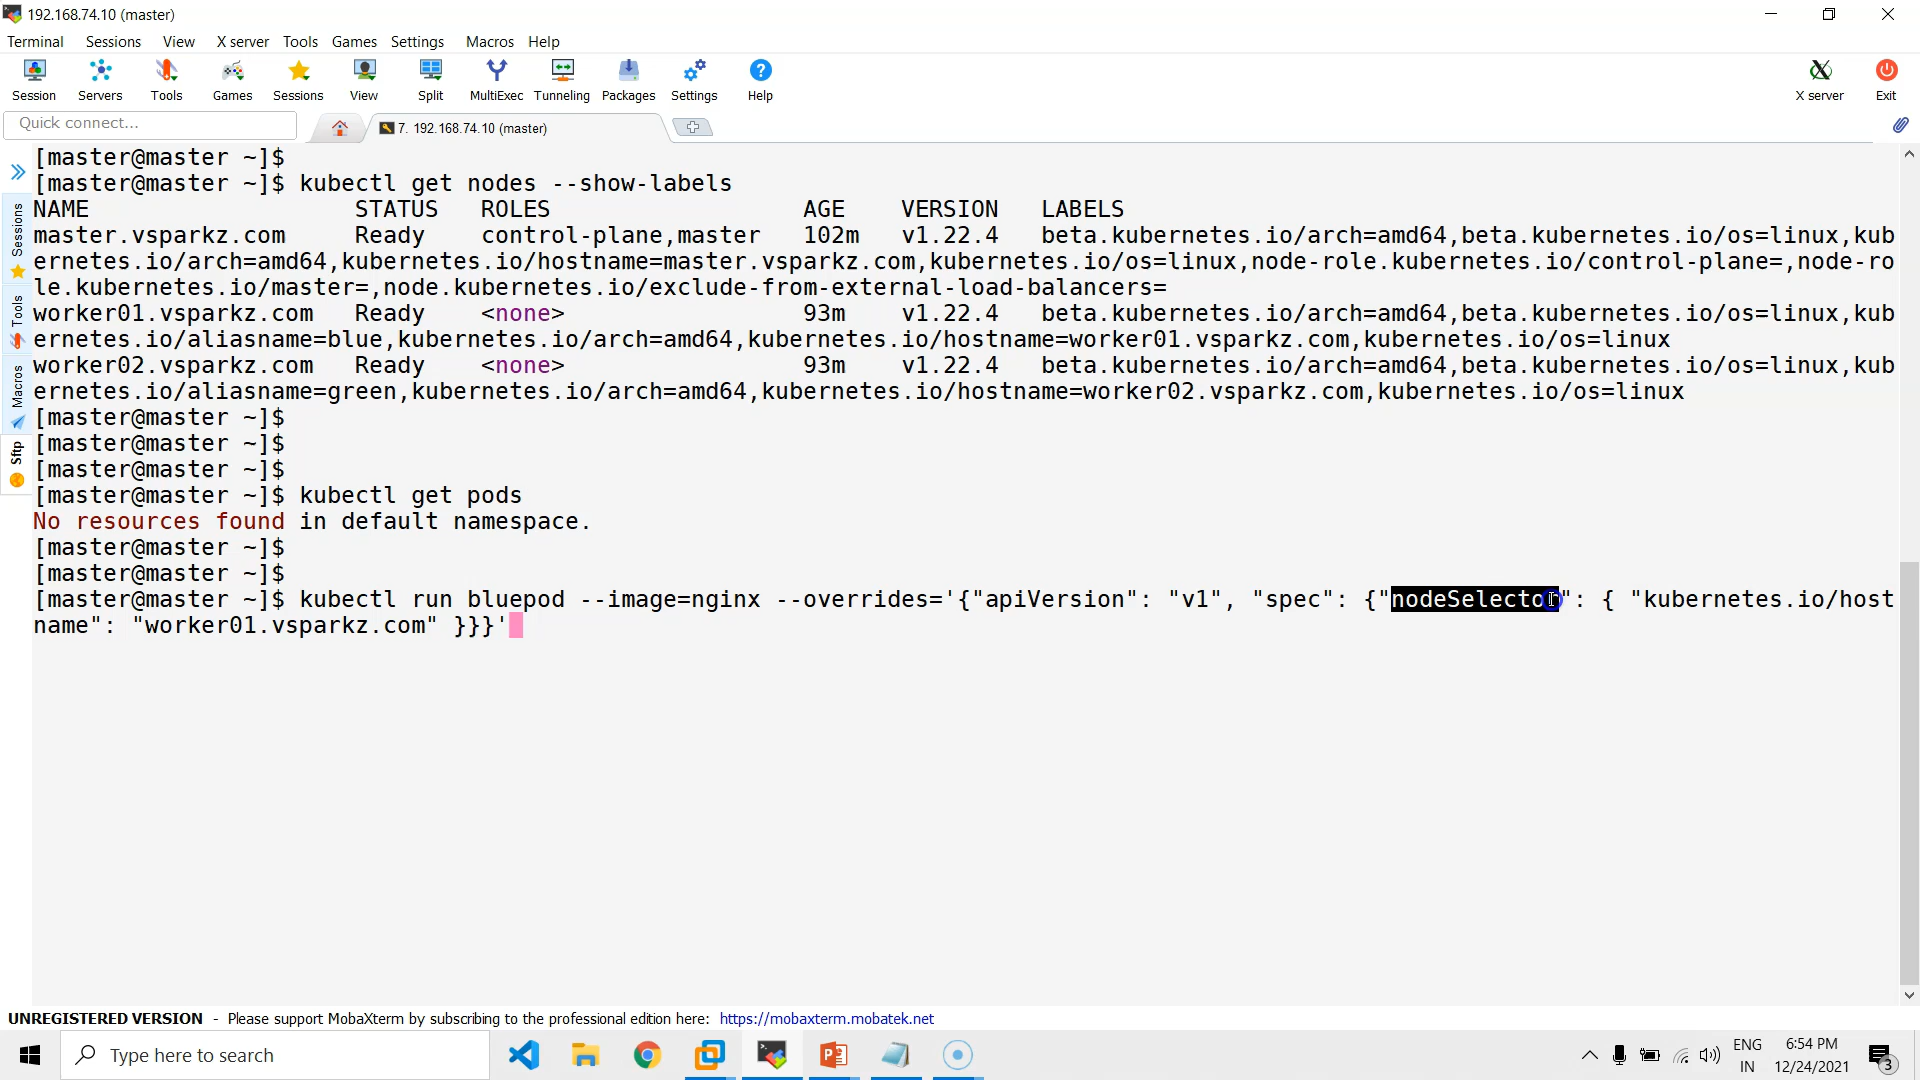 192.168.74.10 (master)
Terminal Sessions View X server Tools Games Settings Macros Help
Session Servers Tools Games Sessions View Split MultiExec Tunneling Packages Settings Help X server Exit
Quick connect...
7. 192.168.74.10 (master)
[master@master ~]$
[master@master ~]$ kubectl get nodes --show-labels
NAME STATUS ROLES AGE VERSION LABELS
master.vsparkz.com Ready control-plane,master 102m v1.22.4 beta.kubernetes.io/arch=amd64,beta.kubernetes.io/os=linux,kub
ernetes.io/arch=amd64,kubernetes.io/hostname=master.vsparkz.com,kubernetes.io/os=linux,node-role.kubernetes.io/control-plane=,node-ro
le.kubernetes.io/master=,node.kubernetes.io/exclude-from-external-load-balancers=
worker01.vsparkz.com Ready <none> 93m v1.22.4 beta.kubernetes.io/arch=amd64,beta.kubernetes.io/os=linux,kub
ernetes.io/aliasname=blue,kubernetes.io/arch=amd64,kubernetes.io/hostname=worker01.vsparkz.com,kubernetes.io/os=linux
worker02.vsparkz.com Ready <none> 93m v1.22.4 beta.kubernetes.io/arch=amd64,beta.kubernetes.io/os=linux,kub
ernetes.io/aliasname=green,kubernetes.io/arch=amd64,kubernetes.io/hostname=worker02.vsparkz.com,kubernetes.io/os=linux
[master@master ~]$
[master@master ~]$
[master@master ~]$
[master@master ~]$ kubectl get pods
No resources found in default namespace.
[master@master ~]$
[master@master ~]$
[master@master ~]$ kubectl run bluepod --image=nginx --overrides='{"apiVersion": "v1", "spec": {"nodeSelector": { "kubernetes.io/host
name": "worker01.vsparkz.com" }}}'
Sessions
Tools
Macros
Sftp
UNREGISTERED VERSION - Please support MobaXterm by subscribing to the professional edition here: https://mobaxterm.mobatek.net
Type here to search
ENG
IN
6:54 PM
12/24/2021
3